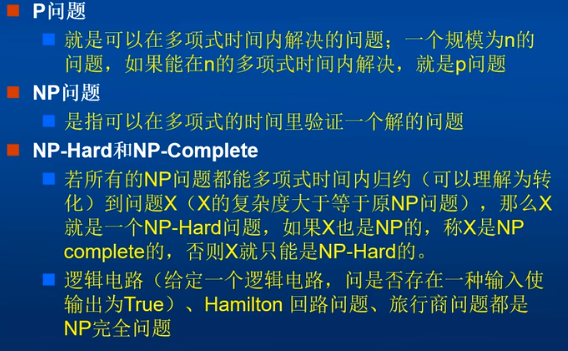 P问题
就是可以在多项式时间内解决的问题；一个规模为n的
问题，如果能在n的多项式时间内解决，就是p问题
NP问题
是指可以在多项式的时间里验证一个解的问题
NP-Hard和NP-Complete
若所有的NP问题都能多项式时间内归约（可以理解为转
化）到问题X（X的复杂度大于等于原NP问题），那么X
就是一个NP-Hard问题，如果X也是NP的，称X是NP
complete的，否则X就只能是NP-Hard的。
逻辑电路（给定一个逻辑电路，问是否存在一种输入使
输出为True）、Hamilton 回路问题、旅行商问题都是
NP完全问题